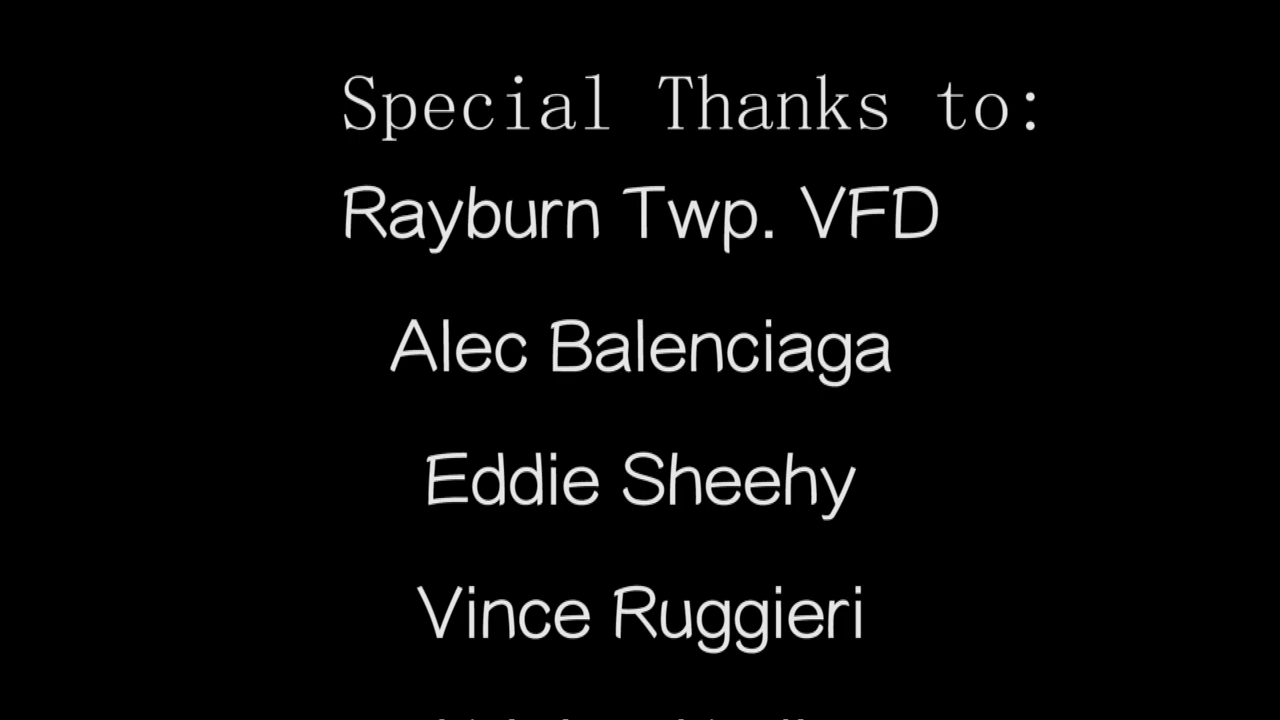 Special Thanks to:
Rayburn Twp. VFD
Alec Balenciaga
Eddie Sheehy
Vince Ruggieri